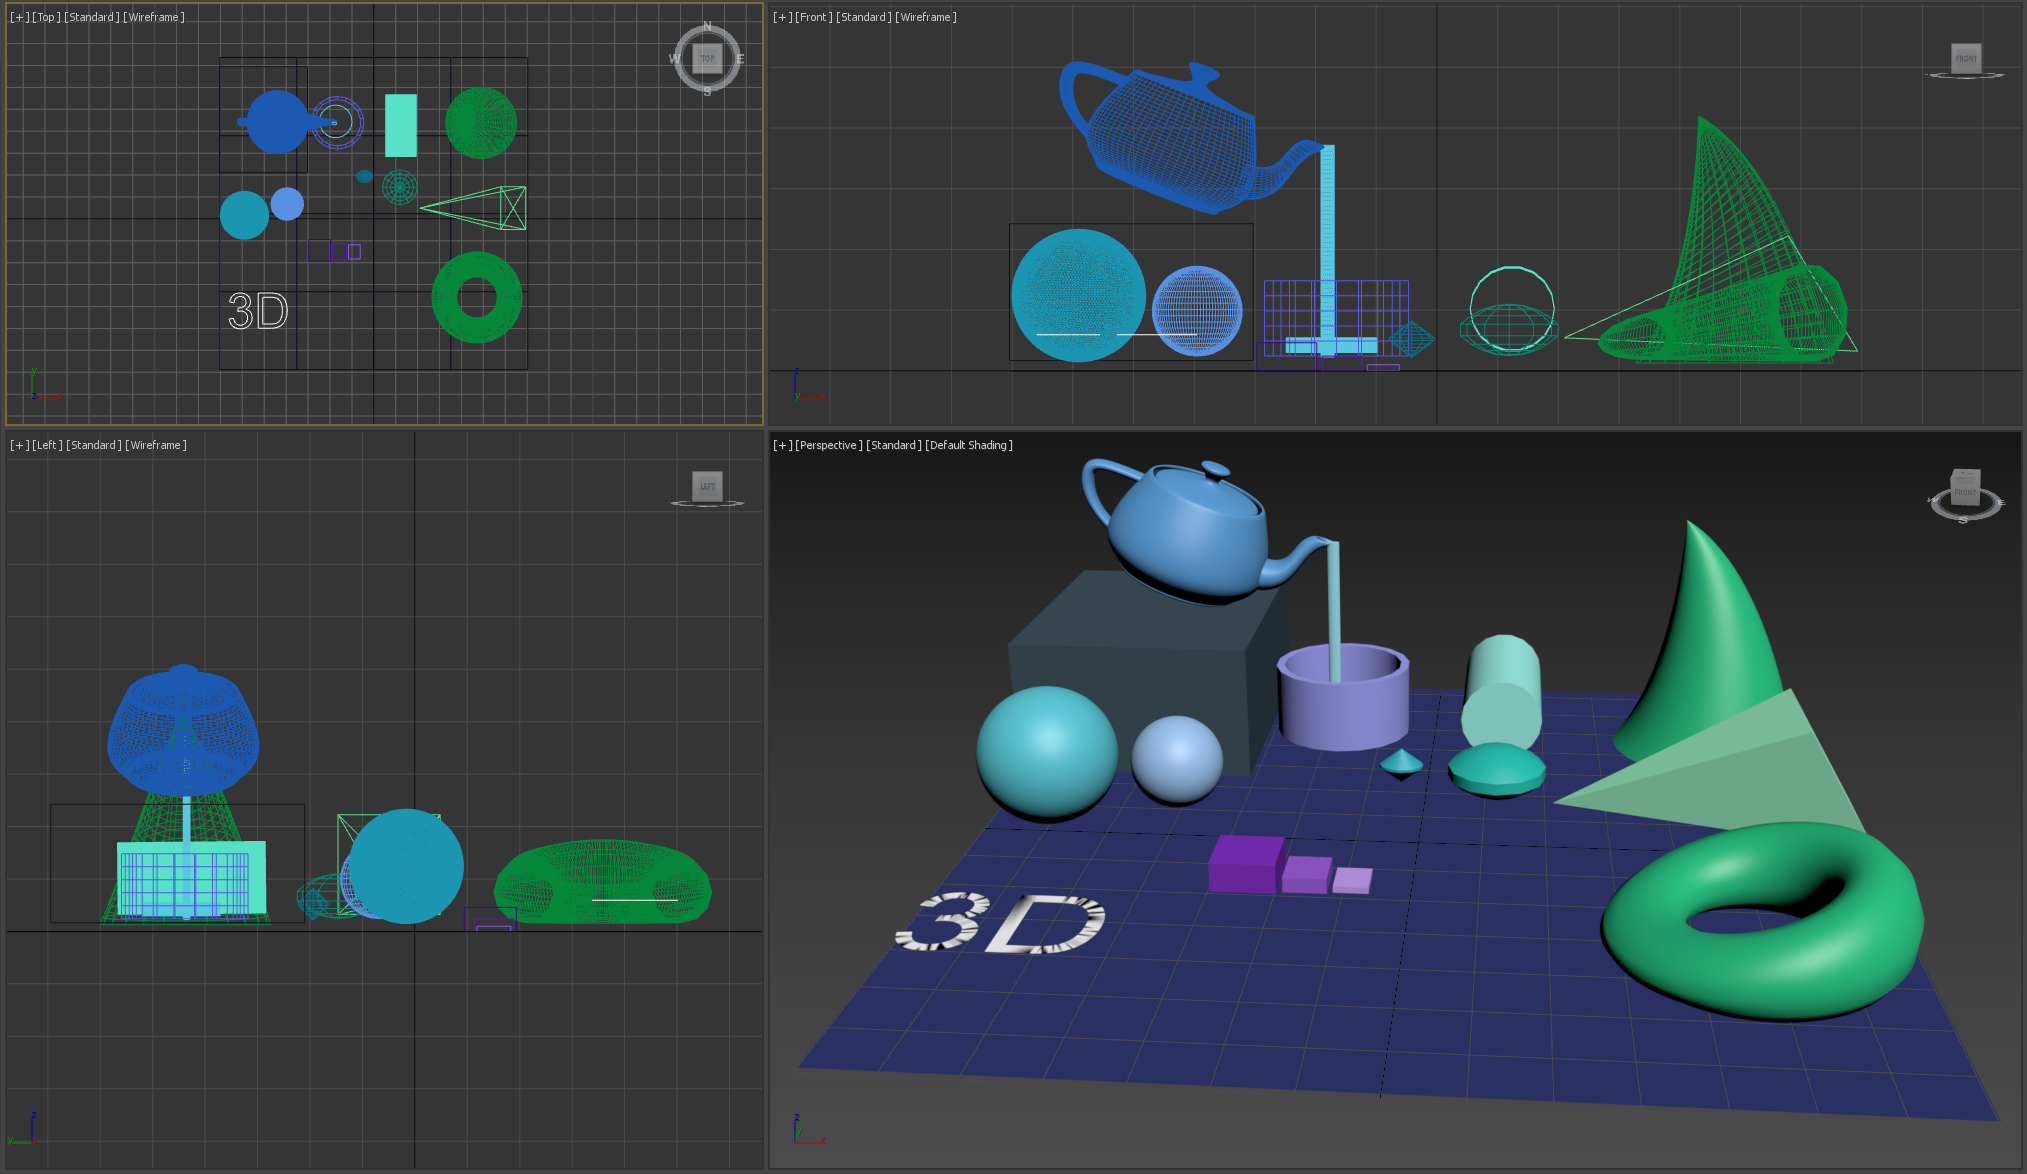 [+] [Top] [Standard] [Wireframe]
N
W TOP E
S
3D
y
z x
[+] [Front] [Standard] [Wireframe]
FRONT
z
y x
[+] [Left] [Standard] [Wireframe]
LEFT
z
y x
[+] [Perspective] [Standard] [Default Shading]
TOP
W FRONT E
S
3D
z
y
x